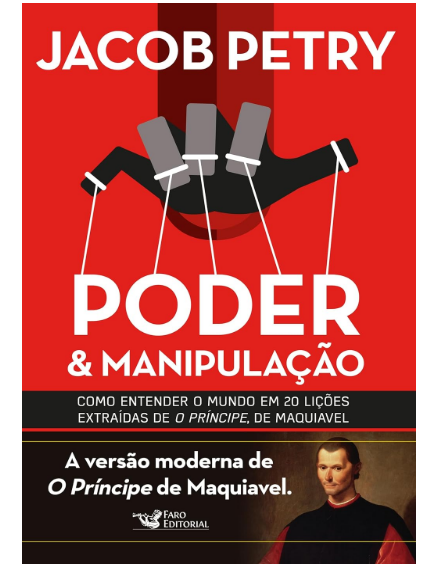 JACOB PETRY
PODER
& MANIPULAÇÃO
COMO ENTENDER O MUNDO EM 20 LIÇÕES
EXTRAÍDAS DE O PRÍNCIPE, DE MAQUIAVEL
A versão moderna de
O Príncipe de Maquiavel.
FARO
EDITORIAL